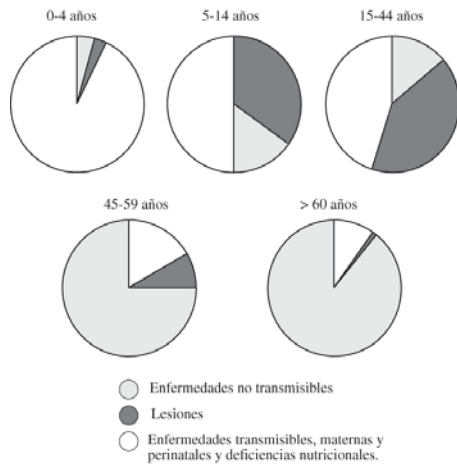 0-4 años
5-14 años
15-44 años
45-59 años
> 60 años
Enfermedades no transmisibles
Lesiones
Enfermedades transmisibles, maternas y
perinatales y deficiencias nutricionales.